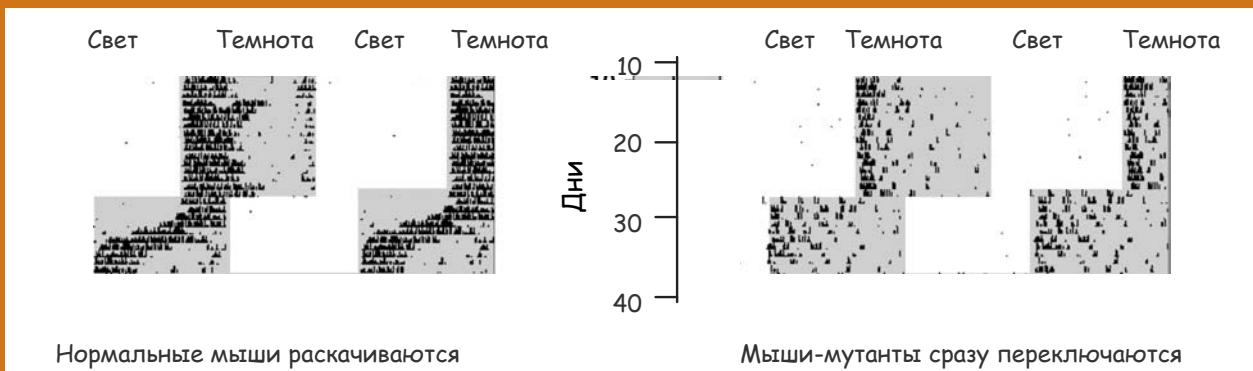 Свет Темнота Свет Темнота
Свет Темнота Свет Темнота
10
20
30
40
Дни
Нормальные мыши раскачиваются
Мыши-мутанты сразу переключаются